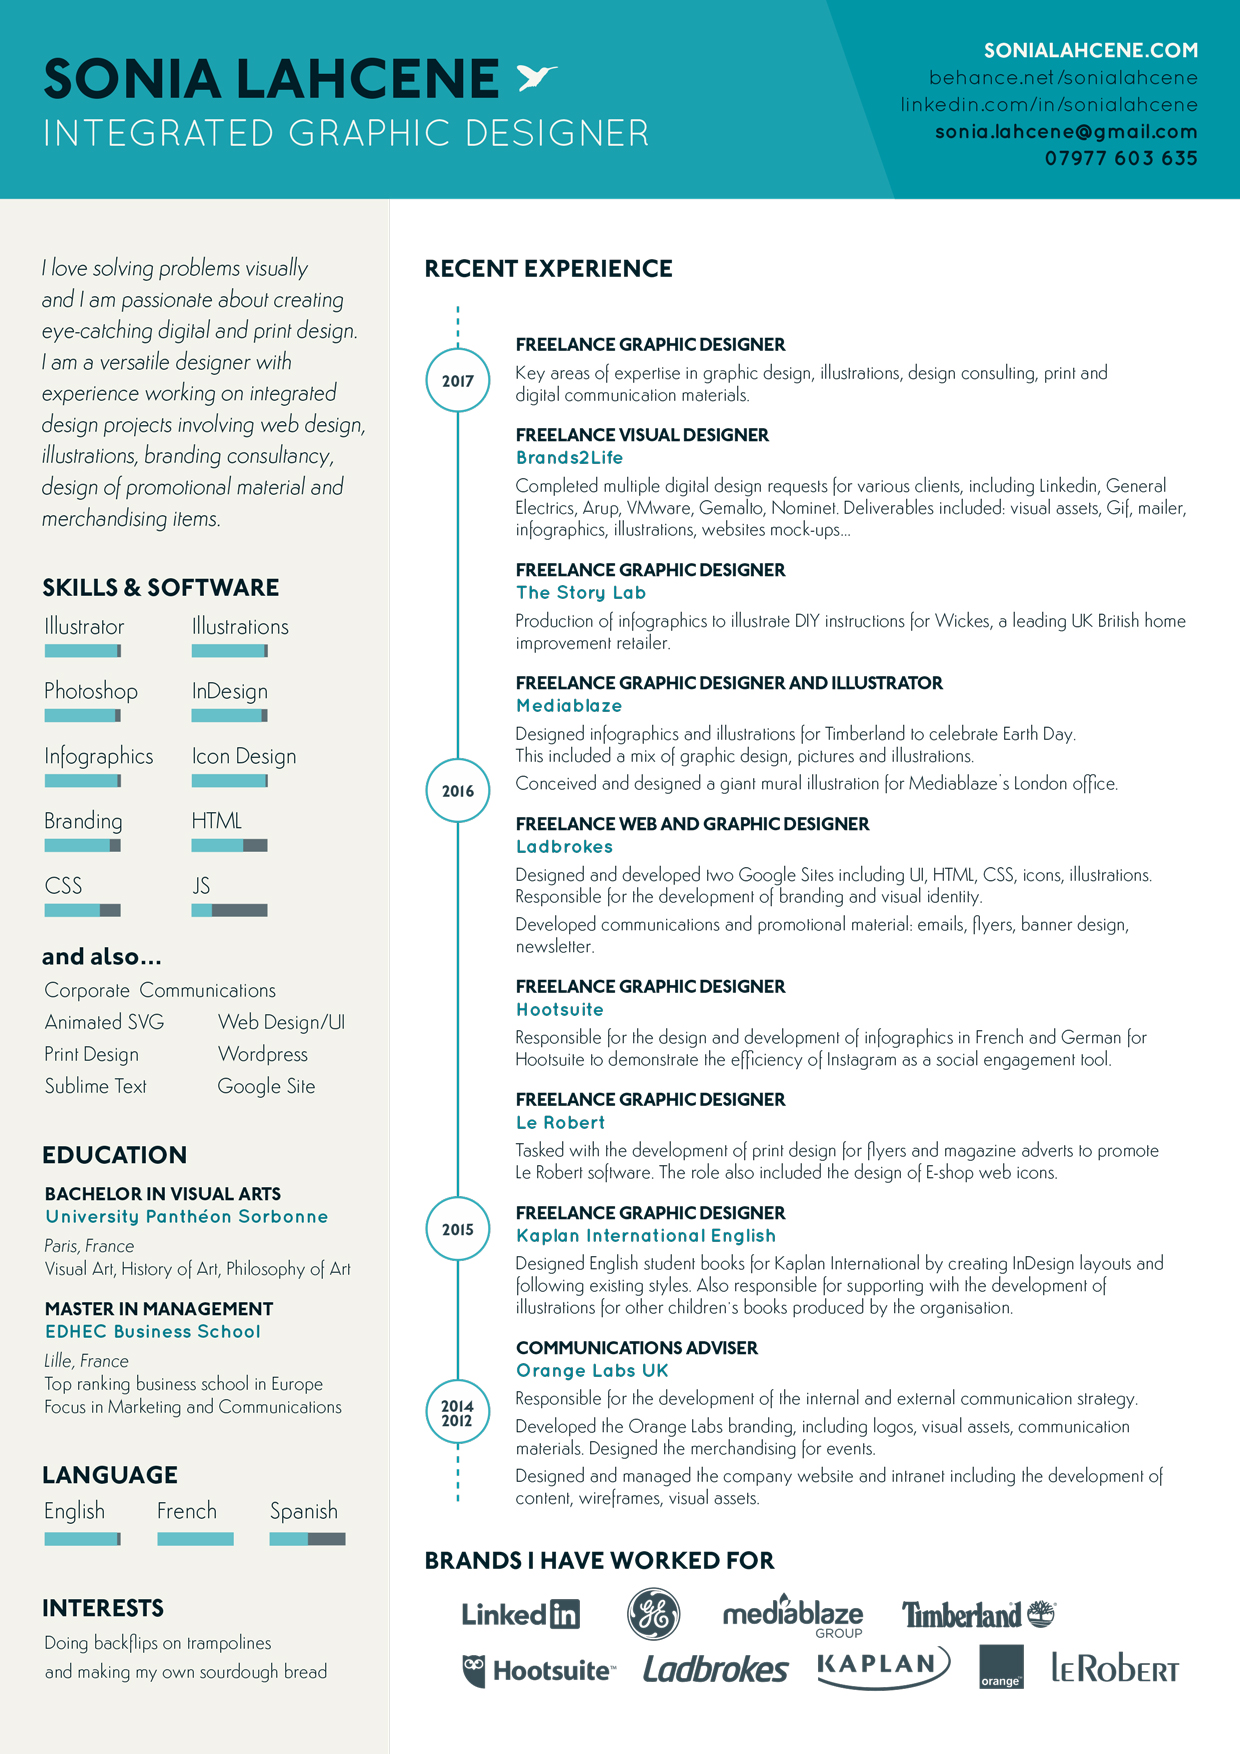 SONIA LAHCENE
INTEGRATED GRAPHIC DESIGNER
SONIALAHCENE.COM
behance.net/sonialahcene
linkedin.com/in/sonialahcene
sonia.lahcene@gmail.com
07977 603 635
I love solving problems visually
and I am passionate about creating
eye-catching digital and print design.
I am a versatile designer with
experience working on integrated
design projects involving web design,
illustrations, branding consultancy,
design of promotional material and
merchandising items.
SKILLS & SOFTWARE
Illustrator Illustrations
Photoshop InDesign
Infographics Icon Design
Branding HTML
CSS JS
and also...
Corporate Communications
Animated SVG Web Design/UI
Print Design Wordpress
Sublime Text Google Site
EDUCATION
BACHELOR IN VISUAL ARTS
University Panthéon Sorbonne
Paris, France
Visual Art, History of Art, Philosophy of Art
MASTER IN MANAGEMENT
EDHEC Business School
Lille, France
Top ranking business school in Europe
Focus in Marketing and Communications
LANGUAGE
English French Spanish
INTERESTS
Doing backflips on trampolines
and making my own sourdough bread
RECENT EXPERIENCE
2017
FREELANCE GRAPHIC DESIGNER
Key areas of expertise in graphic design, illustrations, design consulting, print and
digital communication materials.
FREELANCE VISUAL DESIGNER
Brands2Life
Completed multiple digital design requests for various clients, including Linkedin, General
Electrics, Arup, VMware, Gemalto, Nominet. Deliverables included: visual assets, Gif, mailer,
infographics, illustrations, websites mock-ups...
FREELANCE GRAPHIC DESIGNER
The Story Lab
Production of infographics to illustrate DIY instructions for Wickes, a leading UK British home
improvement retailer.
FREELANCE GRAPHIC DESIGNER AND ILLUSTRATOR
Mediablaze
Designed infographics and illustrations for Timberland to celebrate Earth Day.
This included a mix of graphic design, pictures and illustrations.
2016
Conceived and designed a giant mural illustration for Mediablaze's London office.
FREELANCE WEB AND GRAPHIC DESIGNER
Ladbrokes
Designed and developed two Google Sites including UI, HTML, CSS, icons, illustrations.
Responsible for the development of branding and visual identity.
Developed communications and promotional material: emails, flyers, banner design,
newsletter.
FREELANCE GRAPHIC DESIGNER
Hootsuite
Responsible for the design and development of infographics in French and German for
Hootsuite to demonstrate the efficiency of Instagram as a social engagement tool.
FREELANCE GRAPHIC DESIGNER
Le Robert
Tasked with the development of print design for flyers and magazine adverts to promote
Le Robert software. The role also included the design of E-shop web icons.
2015
FREELANCE GRAPHIC DESIGNER
Kaplan International English
Designed English student books for Kaplan International by creating InDesign layouts and
following existing styles. Also responsible for supporting with the development of
illustrations for other children's books produced by the organisation.
COMMUNICATIONS ADVISER
Orange Labs UK
2014
2012
Responsible for the development of the internal and external communication strategy.
Developed the Orange Labs branding, including logos, visual assets, communication
materials. Designed the merchandising for events.
Designed and managed the company website and intranet including the development of
content, wireframes, visual assets.
BRANDS I HAVE WORKED FOR
Linked in GE mediablaze GROUP Timberland
Hootsuite™ Ladbrokes KAPLAN orange™ LE ROBERT